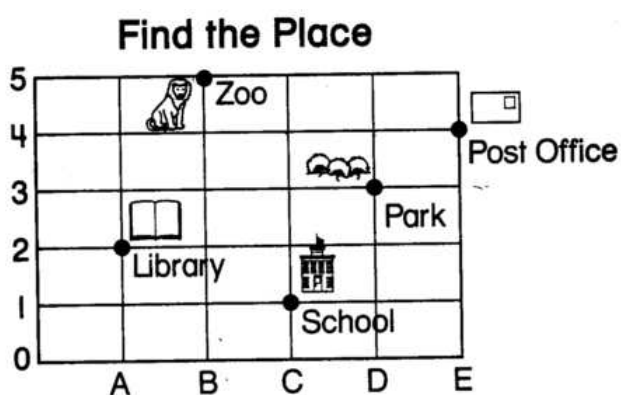 Find the Place
5
Zoo
4
Post Office
3
Park
2
Library
1
School
0
A B C D E